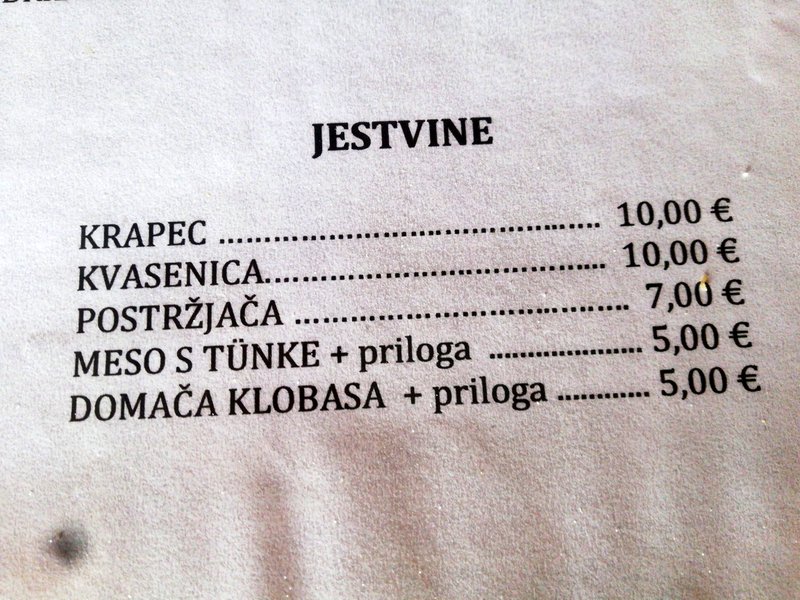 JESTVINE
KRAPEC ........................................ 10,00 €
KVASENICA.................................... 10,00 €
POSTRŽJAČA ................................... 7,00 €
MESO S TÜNKE + priloga ...................... 5,00 €
DOMAČA KLOBASA + priloga ............. 5,00 €